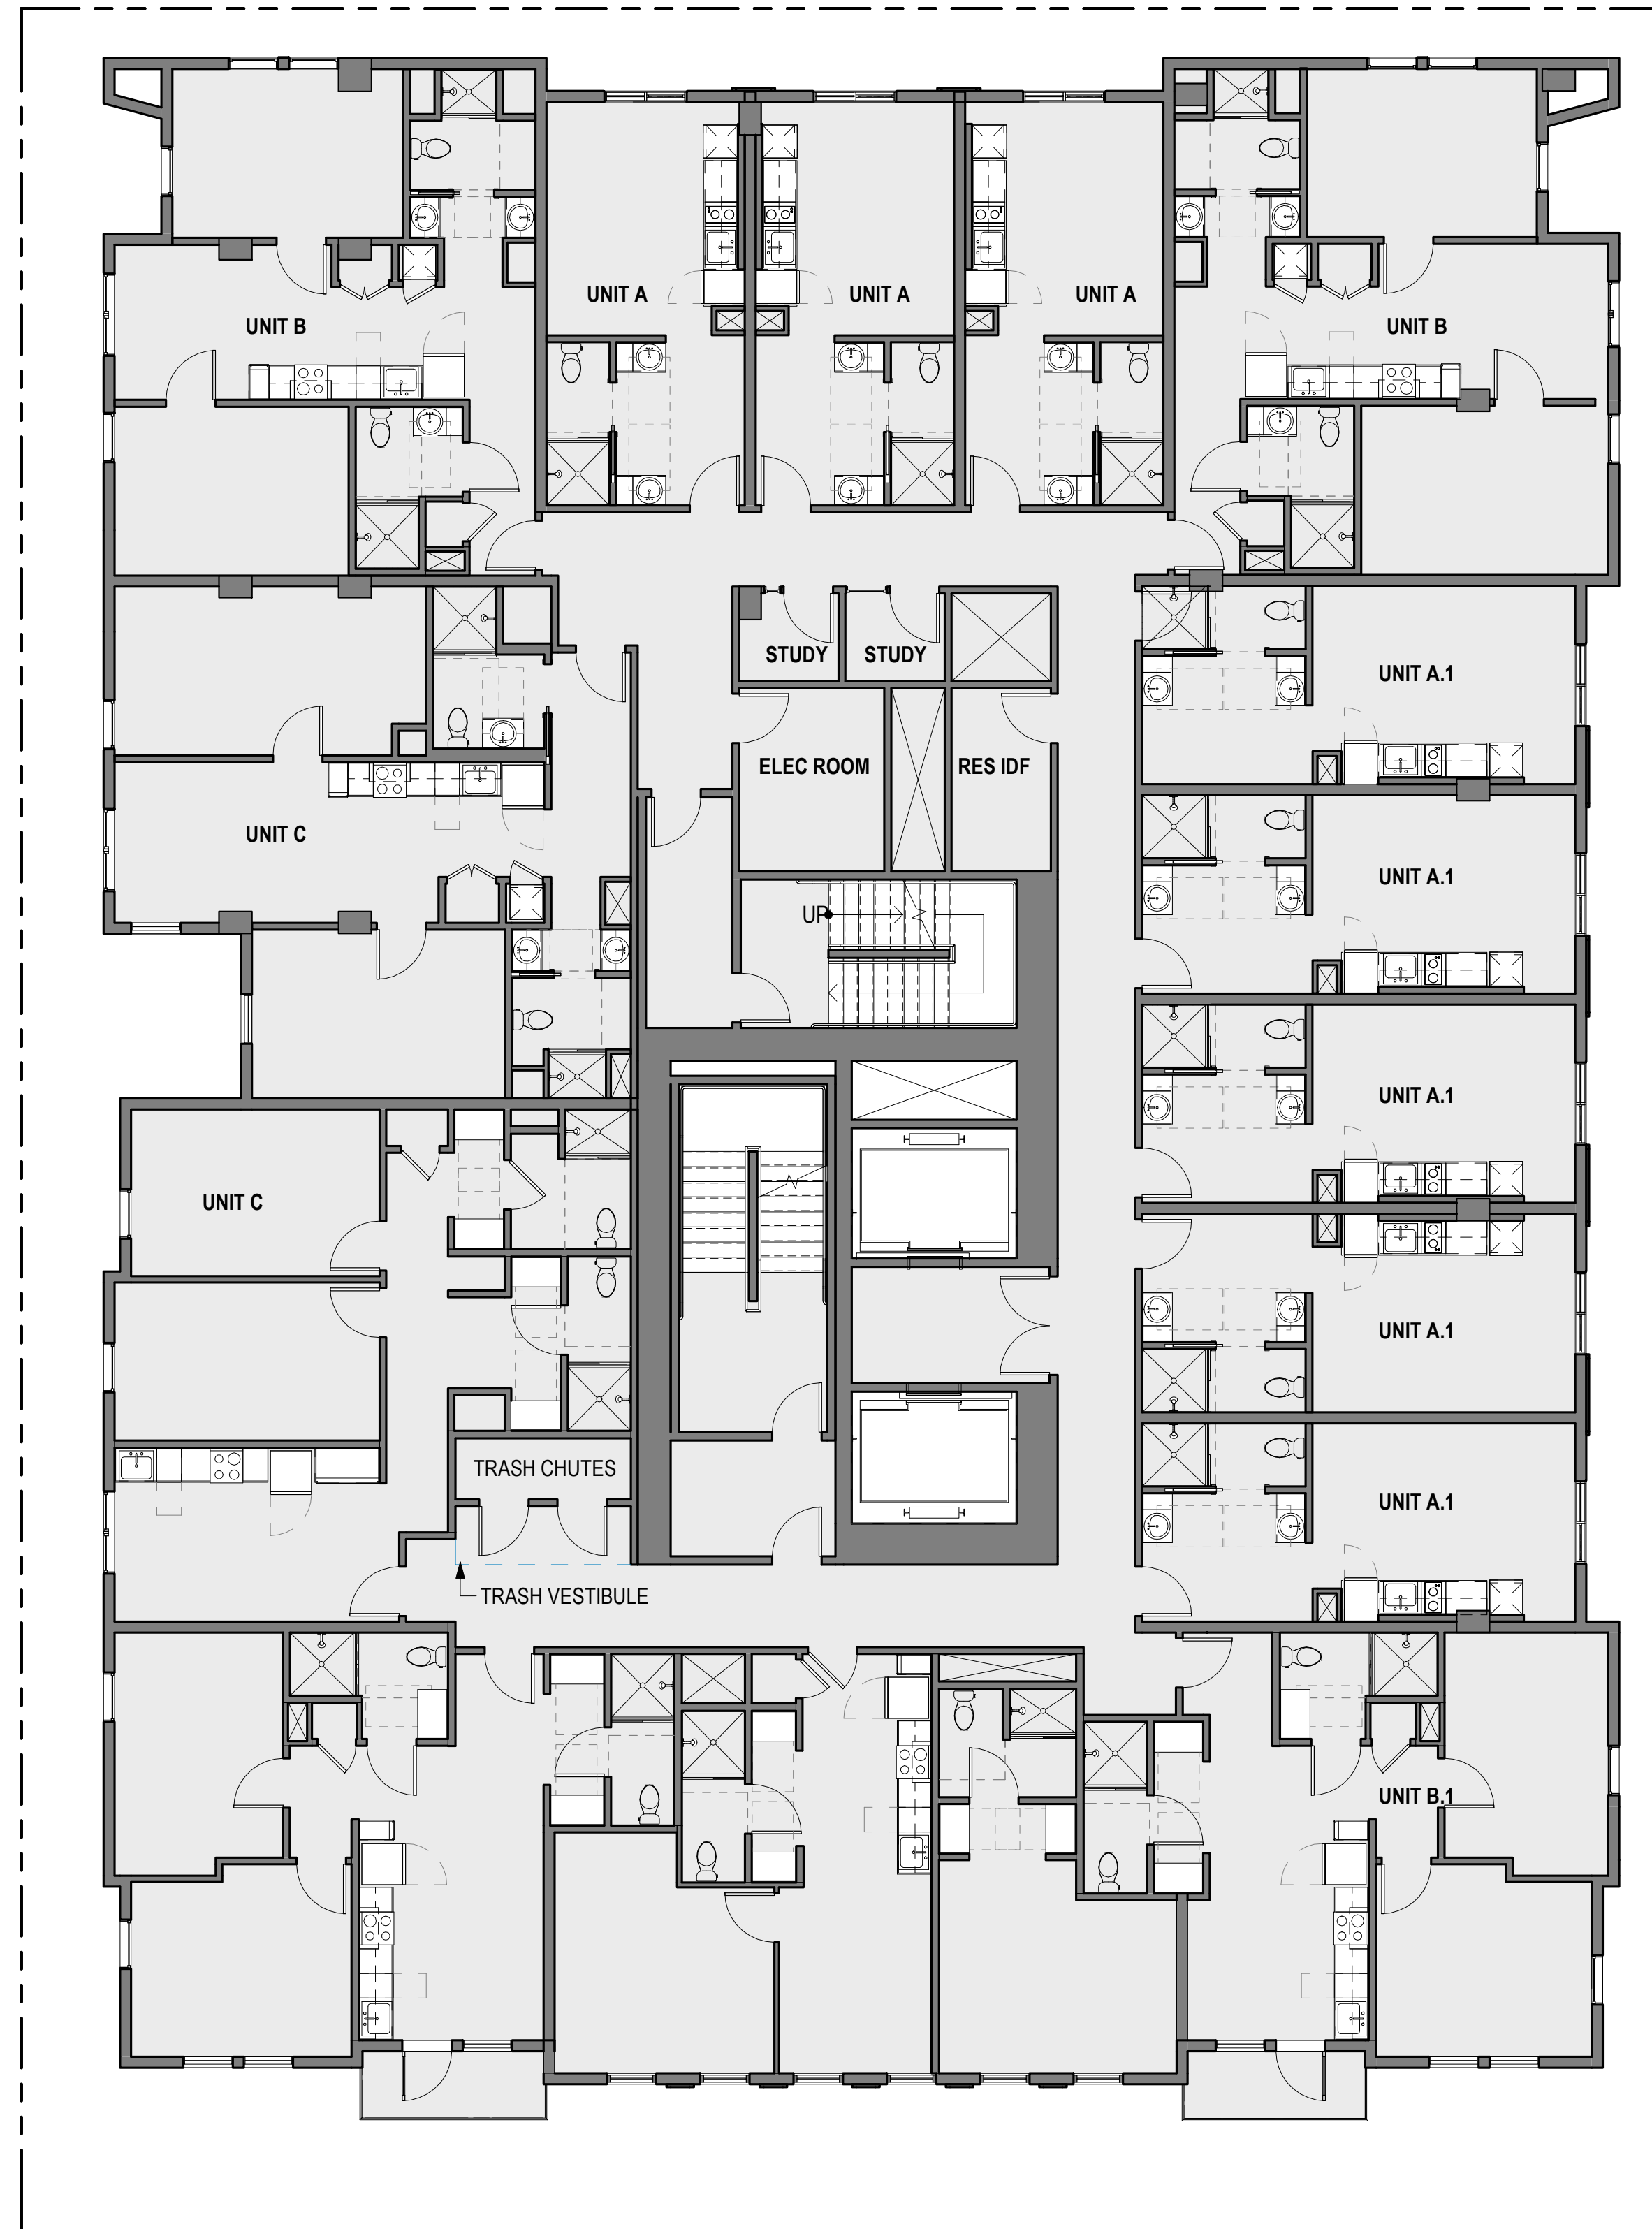 UNIT A
UNIT A
UNIT A
UNIT B
UNIT B
STUDY
STUDY
UNIT A.1
ELEC ROOM
RES IDF
UNIT C
UNIT A.1
UP
UNIT A.1
UNIT C
UNIT A.1
TRASH CHUTES
UNIT A.1
TRASH VESTIBULE
UNIT B.1